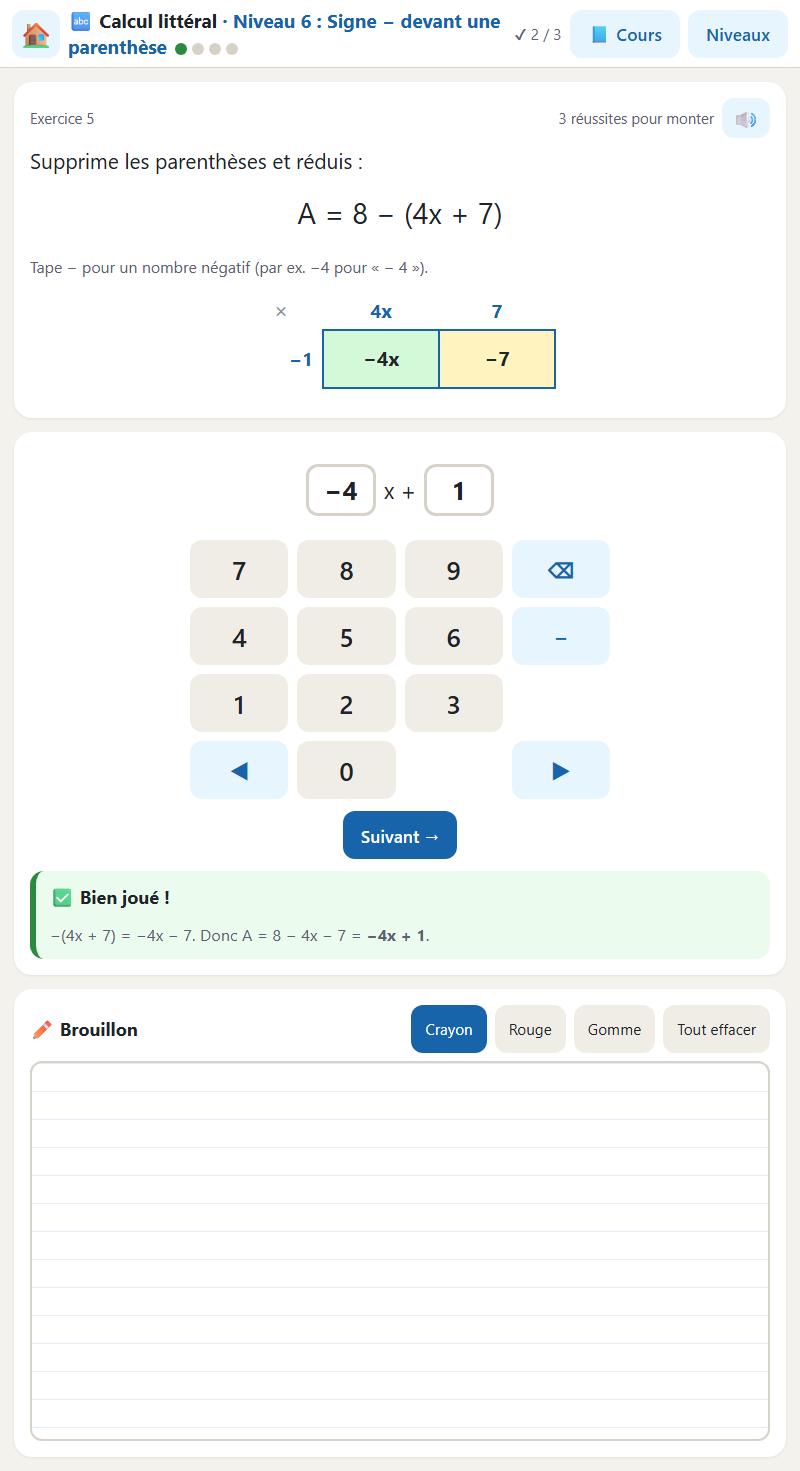 🔤 Calcul littéral · Niveau 6 : Signe − devant une
parenthèse
✓ 2 / 3
Cours
Niveaux
Exercice 5
3 réussites pour monter
Supprime les parenthèses et réduis :
A = 8 − (4x + 7)
Tape − pour un nombre négatif (par ex. −4 pour « − 4 »).
× 4x 7
−1 −4x −7
−4 x + 1
7 8 9 ⌫
4 5 6 −
1 2 3
◀ 0 ▶
Suivant →
✅ Bien joué !
−(4x + 7) = −4x − 7. Donc A = 8 − 4x − 7 = −4x + 1.
Brouillon
Crayon
Rouge
Gomme
Tout effacer